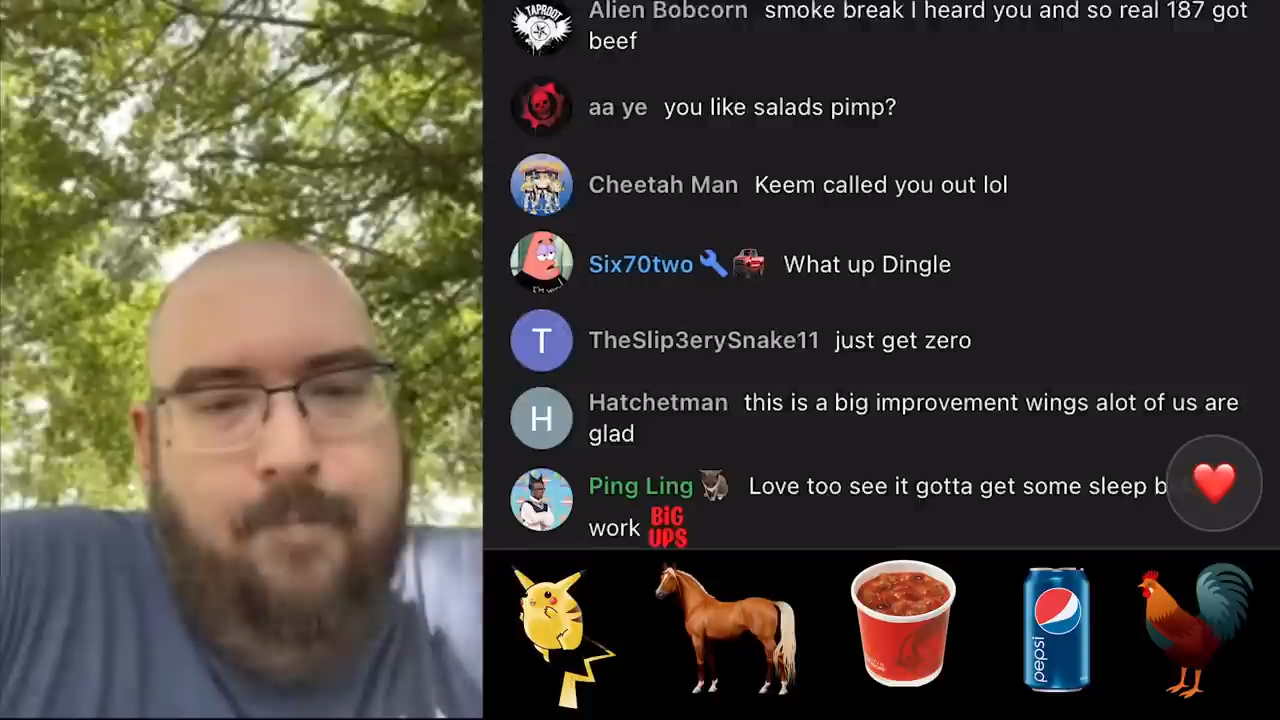 TAPROOT
Alien Bobcorn smoke break I heard you and so real 187 got
beef
aa ye you like salads pimp?
Cheetah Man Keem called you out lol
Six70two What up Dingle
T TheSlip3erySnake11 just get zero
H Hatchetman this is a big improvement wings alot of us are
glad
Ping Ling Love too see it gotta get some sleep b
work BiG
UPS
pepsi